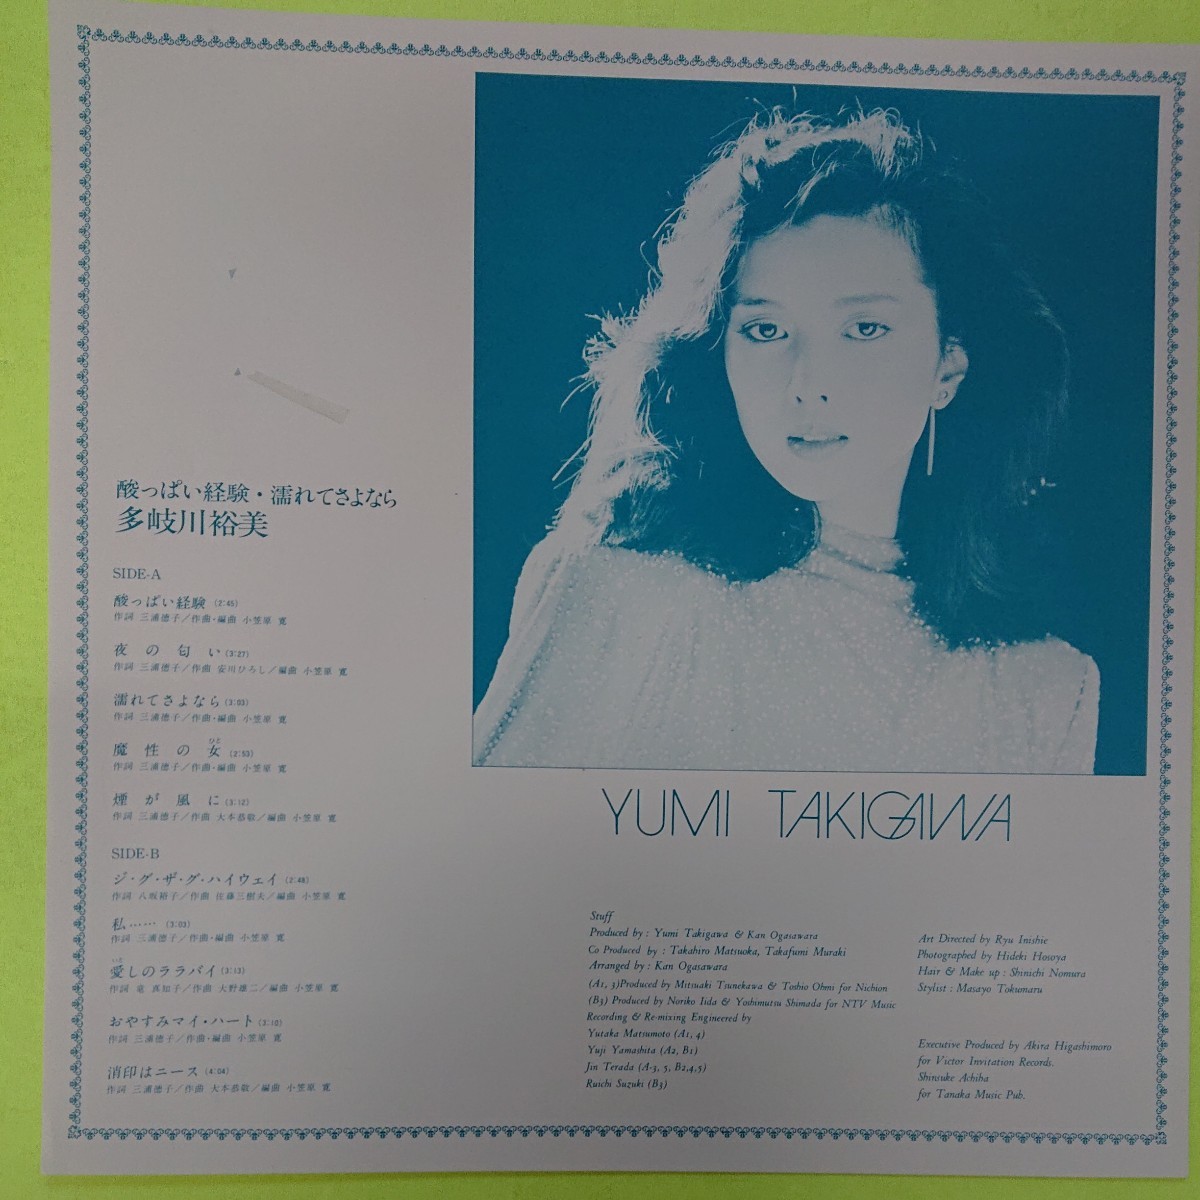 酸っぱい経験・濡れてさよなら
多岐川裕美
SIDE-A
酸っぱい経験 (2:45)
作詞 三浦徳子／作曲・編曲 小笠原 寛
夜の匂い (3:27)
作詞 三浦徳子／作曲 安川ひろし／編曲 小笠原 寛
濡れてさよなら (3:03)
作詞 三浦徳子／作曲・編曲 小笠原 寛
ひと
魔性の女 (2:53)
作詞 三浦徳子／作曲・編曲 小笠原 寛
煙が風に (3:12)
作詞 三浦徳子／作曲 大本恭敬／編曲 小笠原 寛
SIDE-B
ジ・グ・ザ・グ・ハイウェイ (2:48)
作詞 八坂裕子／作曲 佐藤三樹夫／編曲 小笠原 寛
私…… (3:03)
作詞 三浦徳子／作曲・編曲 小笠原 寛
いと
愛しのララバイ (3:13)
作詞 竜 真知子／作曲 大野雄二／編曲 小笠原 寛
おやすみマイ・ハート (3:10)
作詞 三浦徳子／作曲・編曲 小笠原 寛
消印はニース (4:04)
作詞 三浦徳子／作曲 大本恭敬／編曲 小笠原 寛
YUMI TAKIGAWA
Stuff
Produced by : Yumi Takigawa & Kan Ogasawara
Co Produced by : Takahiro Matsuoka, Takafumi Muraki
Arranged by : Kan Ogasawara
(A1, 3)Produced by Mitsuaki Tsunekawa & Toshio Ohmi for Nichion
(B3) Produced by Noriko Iida & Yoshimutsu Shimada for NTV Music
Recording & Re-mixing Engineered by
Yutaka Matsumoto (A1, 4)
Yuji Yamashita (A2, B1)
Jin Terada (A-3, 5, B2,4,5)
Ruichi Suzuki (B3)
Art Directed by Ryu Inishie
Photographed by Hideki Hosoya
Hair & Make up : Shinichi Nomura
Stylist : Masayo Tokumaru
Executive Produced by Akira Higashimoro
for Victor Invitation Records.
Shinsuke Achiha
for Tanaka Music Pub.